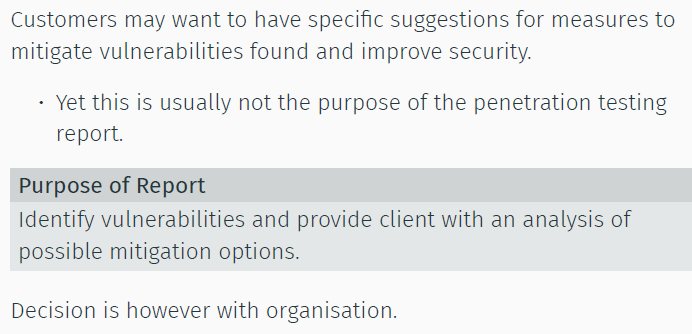 Customers may want to have specific suggestions for measures to
mitigate vulnerabilities found and improve security.
· Yet this is usually not the purpose of the penetration testing
report.
Purpose of Report
Identify vulnerabilities and provide client with an analysis of
possible mitigation options.
Decision is however with organisation.